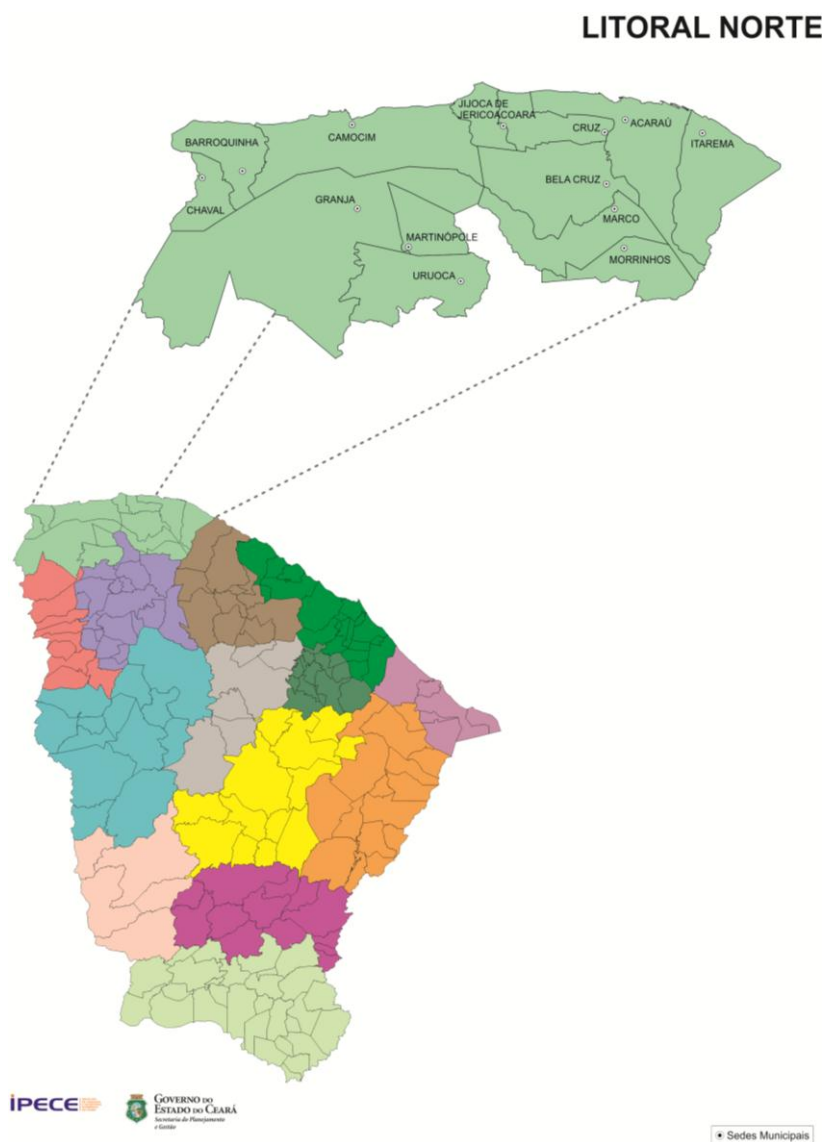 LITORAL NORTE
JIJOCA DE
JERICOACOARÁ
BARROQUINHA
CAMOCIM
CRUZ
ACARAÚ
ITAREMA
CHAVAL
GRANJA
BELA CRUZ
MARCO
MARTINÓPOLE
MORRINHOS
URUOCA
IPECE
GOVERNO DO
ESTADO DO CEARÁ
Secretaria do Planejamento
e Gestão
Sedes Municipais